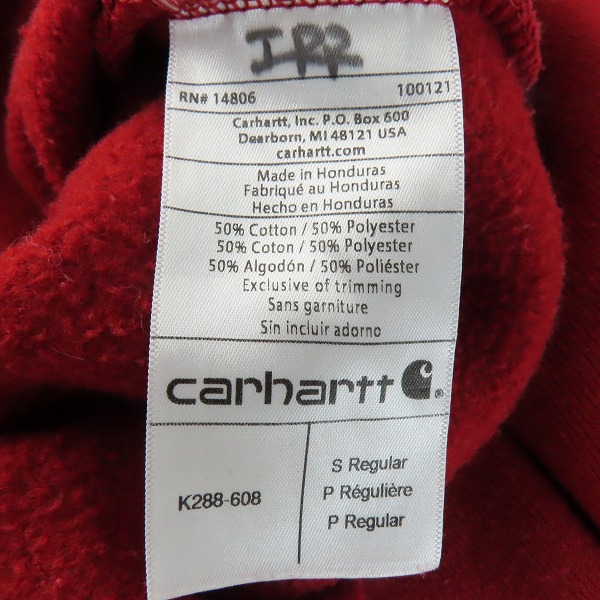 IRR
RN# 14806 100121
Carhartt, Inc. P.O. Box 600
Dearborn, MI 48121 USA
carhartt.com
Made in Honduras
Fabriqué au Honduras
Hecho en Honduras
50% Cotton / 50% Polyester
50% Coton / 50% Polyester
50% Algodón / 50% Poliéster
Exclusive of trimming
Sans garniture
Sin incluir adorno
carhartt
K288-608
S Regular
P Régulière
P Regular